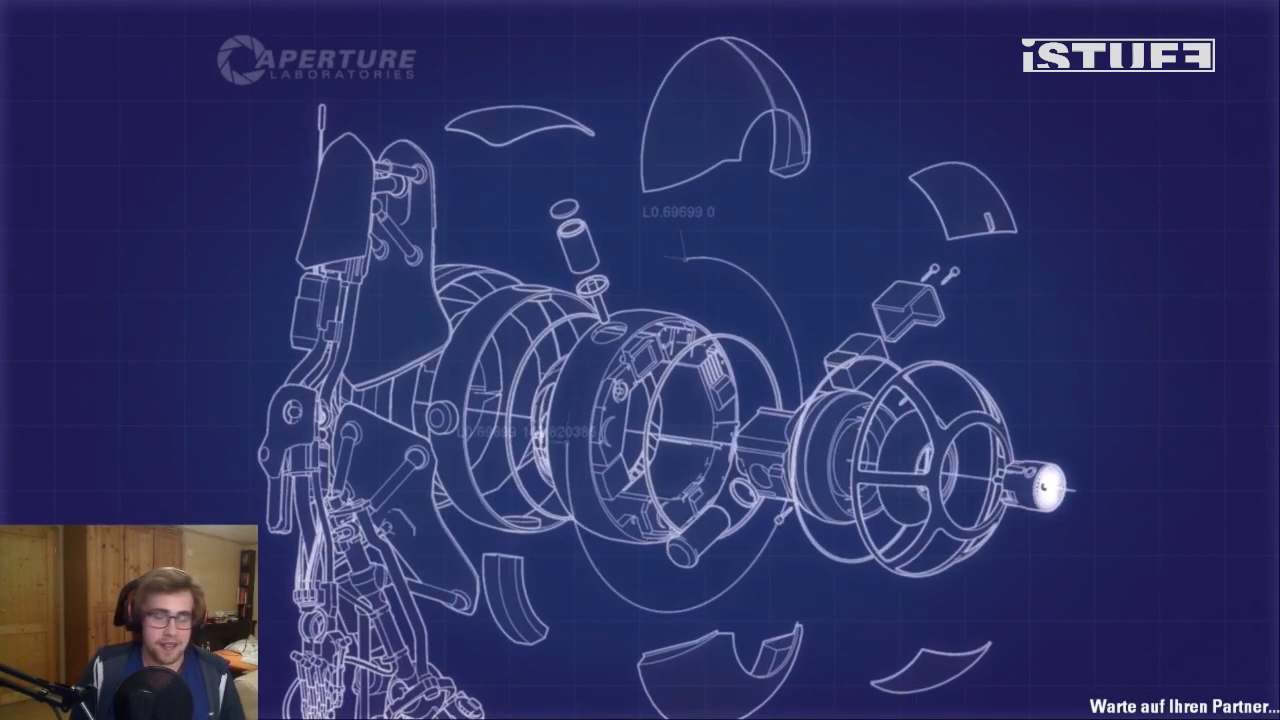 APERTURE
LABORATORIES
iSTUFF
L0.69699 0
Warte auf Ihren Partner...